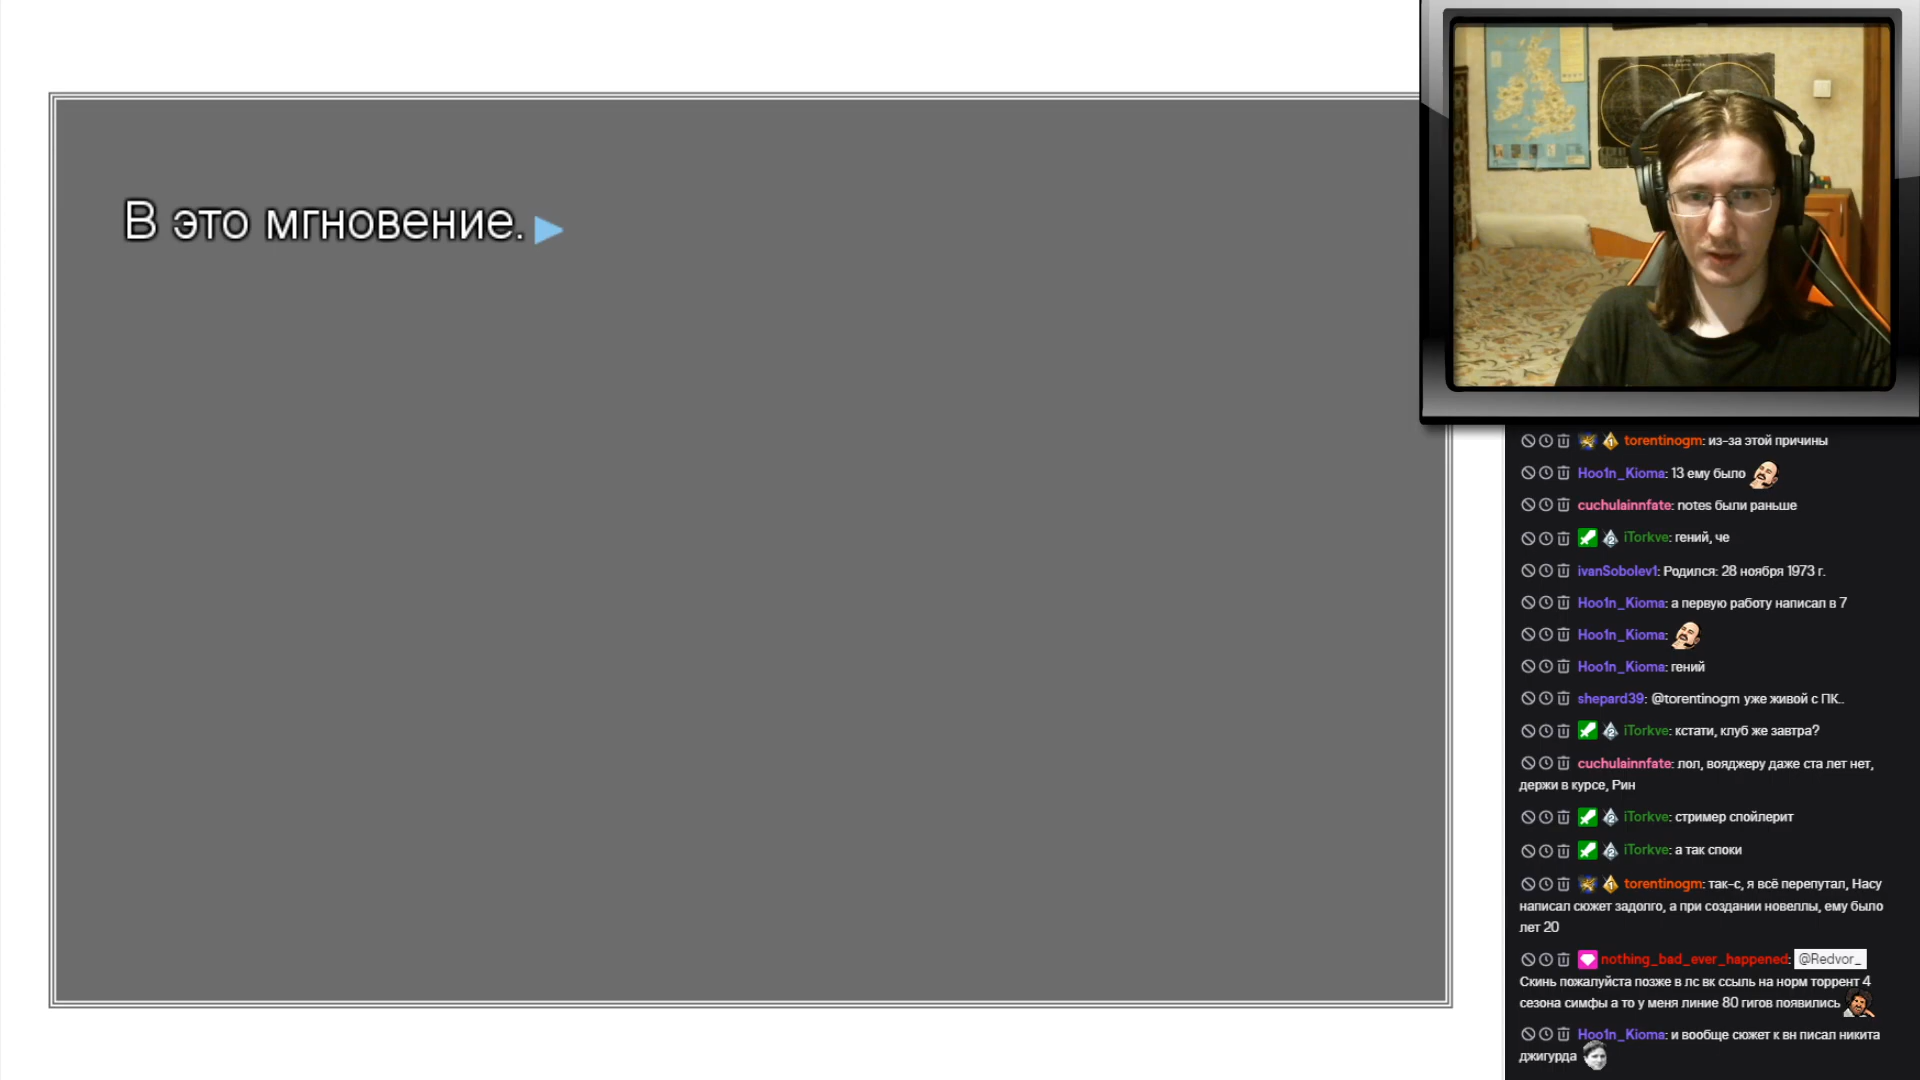 В это мгновение.
torentinogm: из-за этой причины
Hoo1n_Kioma: 13 ему было
cuchulainnfate: notes были раньше
iTorkve: гений, че
ivanSobolev1: Родился: 28 ноября 1973 г.
Hoo1n_Kioma: а первую работу написал в 7
Hoo1n_Kioma:
Hoo1n_Kioma: гений
shepard39: @torentinogm уже живой с ПК..
iTorkve: кстати, клуб же завтра?
cuchulainnfate: лол, вояджеру даже ста лет нет,
держи в курсе, Рин
iTorkve: стример спойлерит
iTorkve: а так споки
torentinogm: так-с, я всё перепутал, Насу
написал сюжет задолго, а при создании новеллы, ему было
лет 20
nothing_bad_ever_happened: @Redvor_
Скинь пожалуйста позже в лс вк ссыль на норм торрент 4
сезона симфы а то у меня линие 80 гигов появились
Hoo1n_Kioma: и вообще сюжет к вн писал никита
джигурда